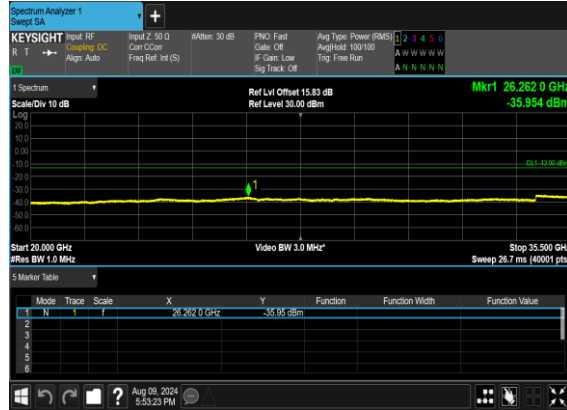 Spectrum Analyzer 1
Swept SA
+
KEYSIGHT Input: RF Input Z: 50 Ω #Atten: 30 dB PNO: Fast Avg Type: Power (RMS) 1 2 3 4 5 6
R T Coupling: DC Corr CCorr Gate: Off Avg|Hold: 100/100 A W W W W W
Align: Auto Freq Ref: Int (S) IF Gain: Low Trig: Free Run
LW Sig Track: Off A N N N N N
1 Spectrum Ref Lvl Offset 15.83 dB Mkr1 26.262 0 GHz
Scale/Div 10 dB Ref Level 30.00 dBm -35.954 dBm
Log
20.0
10.0
0.00
-10.0 DL1 -13.00 dBm
-20.0
-30.0 1
-40.0
-50.0
-60.0
Start 20.000 GHz Video BW 3.0 MHz* Stop 35.500 GHz
#Res BW 1.0 MHz Sweep 26.7 ms (40001 pts)
5 Marker Table
Mode Trace Scale X Y Function Function Width Function Value
1 N 1 f 26.262 0 GHz -35.95 dBm
2
3
4
5
6
? Aug 09, 2024
5:53:23 PM